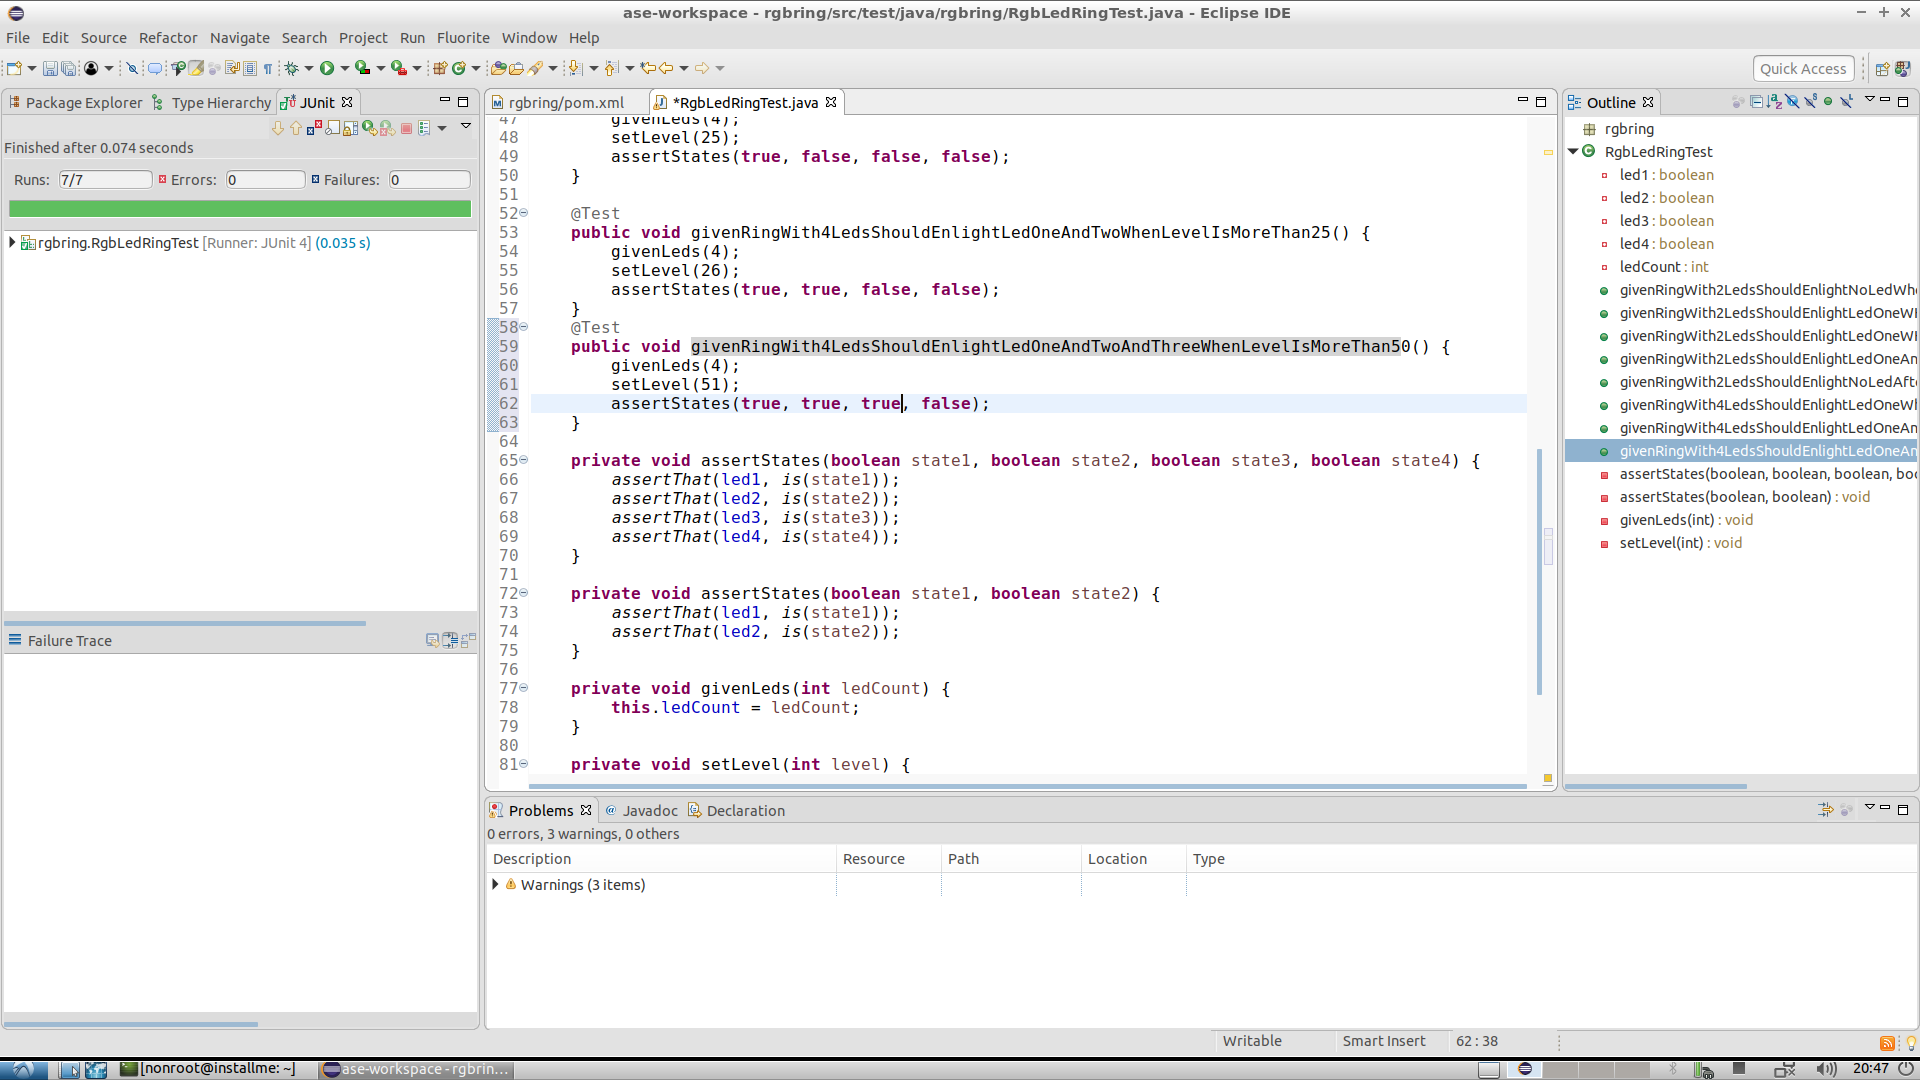 ase-workspace - rgbring/src/test/java/rgbring/RgbLedRingTest.java - Eclipse IDE
File Edit Source Refactor Navigate Search Project Run Fluorite Window Help
Quick Access
Package Explorer Type Hierarchy JUnit
Finished after 0.074 seconds
Runs: 7/7 Errors: 0 Failures: 0
rgbring.RgbLedRingTest [Runner: JUnit 4] (0.035 s)
Failure Trace
rgbring/pom.xml *RgbLedRingTest.java
47 givenLeds(4);
48 setLevel(25);
49 assertStates(true, false, false, false);
50 }
51
52 @Test
53 public void givenRingWith4LedsShouldEnlightLedOneAndTwoWhenLevelIsMoreThan25() {
54 givenLeds(4);
55 setLevel(26);
56 assertStates(true, true, false, false);
57 }
58 @Test
59 public void givenRingWith4LedsShouldEnlightLedOneAndTwoAndThreeWhenLevelIsMoreThan50() {
60 givenLeds(4);
61 setLevel(51);
62 assertStates(true, true, true, false);
63 }
64
65 private void assertStates(boolean state1, boolean state2, boolean state3, boolean state4) {
66 assertThat(led1, is(state1));
67 assertThat(led2, is(state2));
68 assertThat(led3, is(state3));
69 assertThat(led4, is(state4));
70 }
71
72 private void assertStates(boolean state1, boolean state2) {
73 assertThat(led1, is(state1));
74 assertThat(led2, is(state2));
75 }
76
77 private void givenLeds(int ledCount) {
78 this.ledCount = ledCount;
79 }
80
81 private void setLevel(int level) {
Outline
rgbring
RgbLedRingTest
led1 : boolean
led2 : boolean
led3 : boolean
led4 : boolean
ledCount : int
givenRingWith2LedsShouldEnlightNoLedWhe
givenRingWith2LedsShouldEnlightLedOneWh
givenRingWith2LedsShouldEnlightLedOneWh
givenRingWith2LedsShouldEnlightLedOneAn
givenRingWith2LedsShouldEnlightNoLedAfte
givenRingWith4LedsShouldEnlightLedOneWh
givenRingWith4LedsShouldEnlightLedOneAn
givenRingWith4LedsShouldEnlightLedOneAn
assertStates(boolean, boolean, boolean, boo
assertStates(boolean, boolean) : void
givenLeds(int) : void
setLevel(int) : void
Problems Javadoc Declaration
0 errors, 3 warnings, 0 others
Description Resource Path Location Type
Warnings (3 items)
Writable Smart Insert 62 : 38
[nonroot@installme: ~] ase-workspace - rgbrin... 20:47